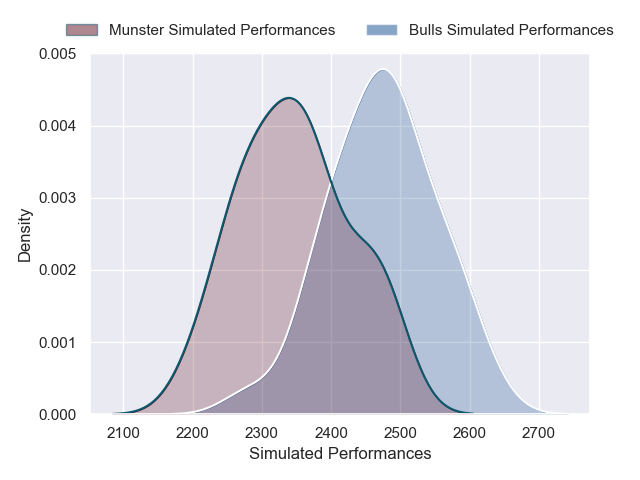 Munster Simulated Performances Bulls Simulated Performances
0.005
0.004
0.003
0.002
0.001
0.000
Density
2100 2200 2300 2400 2500 2600 2700
Simulated Performances